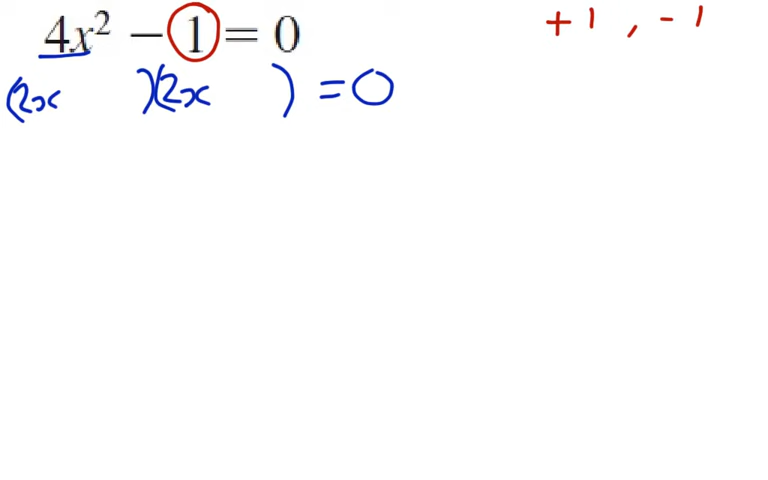 4x² − 1 = 0
+1 , -1
(2x )(2x ) = 0